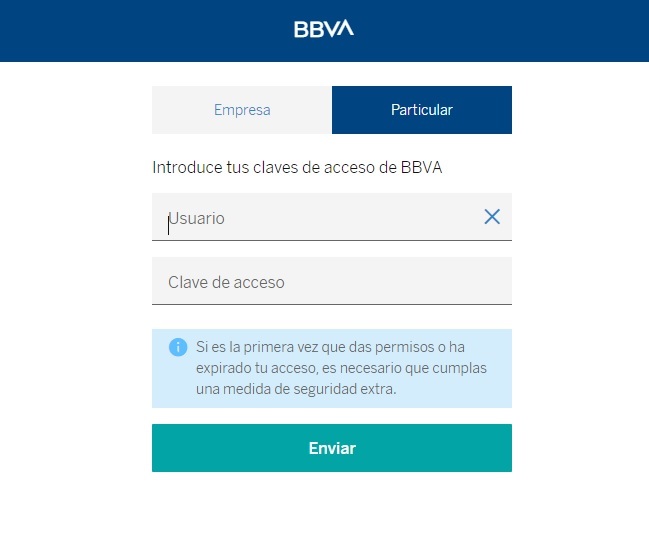 BBVA
Empresa
Particular
Introduce tus claves de acceso de BBVA
Usuario
Clave de acceso
Si es la primera vez que das permisos o ha
expirado tu acceso, es necesario que cumplas
una medida de seguridad extra.
Enviar